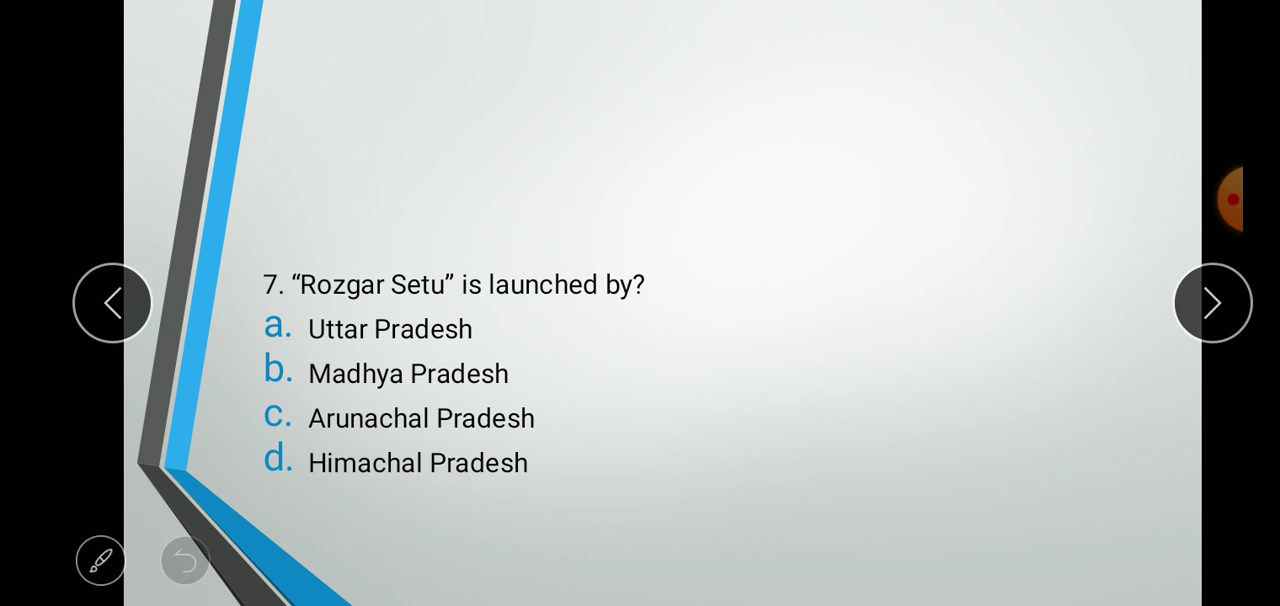 7. “Rozgar Setu” is launched by?
a. Uttar Pradesh
b. Madhya Pradesh
c. Arunachal Pradesh
d. Himachal Pradesh